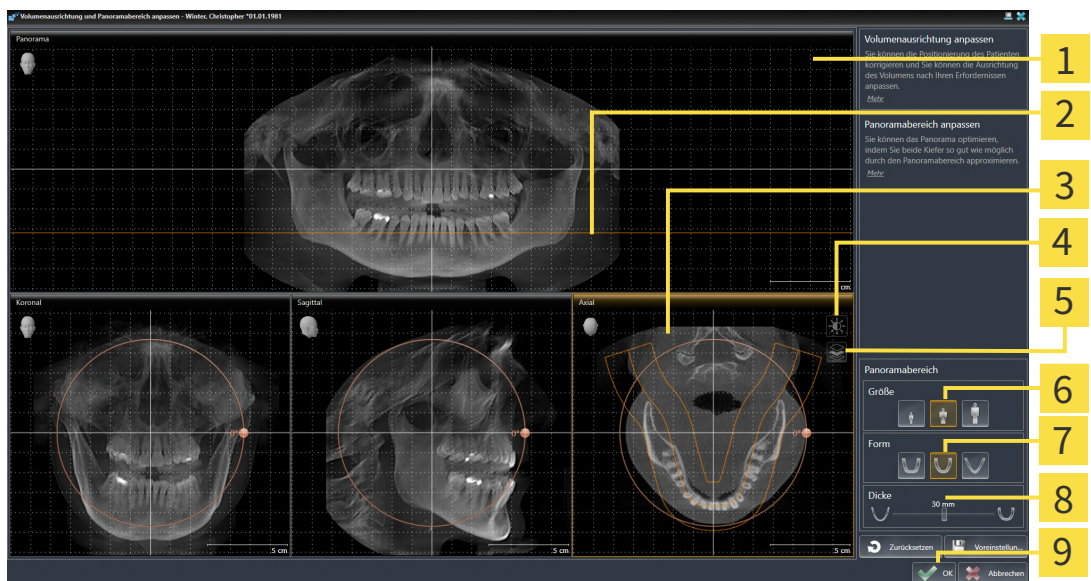 Volumenausrichtung und Panoramabereich anpassen - Winter, Christopher *01.01.1981
Panorama
cm
Koronal
0°
.5 cm
Sagittal
0°
.5 cm
Axial
0°
.5 cm
Volumenausrichtung anpassen
Sie können die Positionierung des Patienten
korrigieren und Sie können die Ausrichtung
des Volumens nach Ihren Erfordernissen
anpassen.
Mehr
Panoramabereich anpassen
Sie können das Panorama optimieren,
indem Sie beide Kiefer so gut wie möglich
durch den Panoramabereich approximieren.
Mehr
Panoramabereich
Größe
Form
Dicke
30 mm
Zurücksetzen
Voreinstellun...
OK
Abbrechen
1
2
3
4
5
6
7
8
9